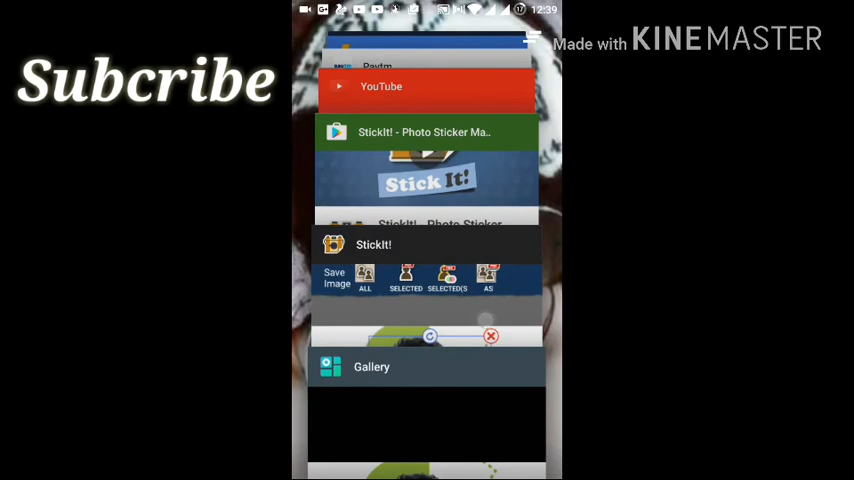 12:39
Made with KINEMASTER
Subcribe
Paytm
YouTube
StickIt! - Photo Sticker Ma..
Stick It!
StickIt! - Photo Sticker
StickIt!
Save
Image
ALL
SELECTED
SELECTED(S
AS
Gallery